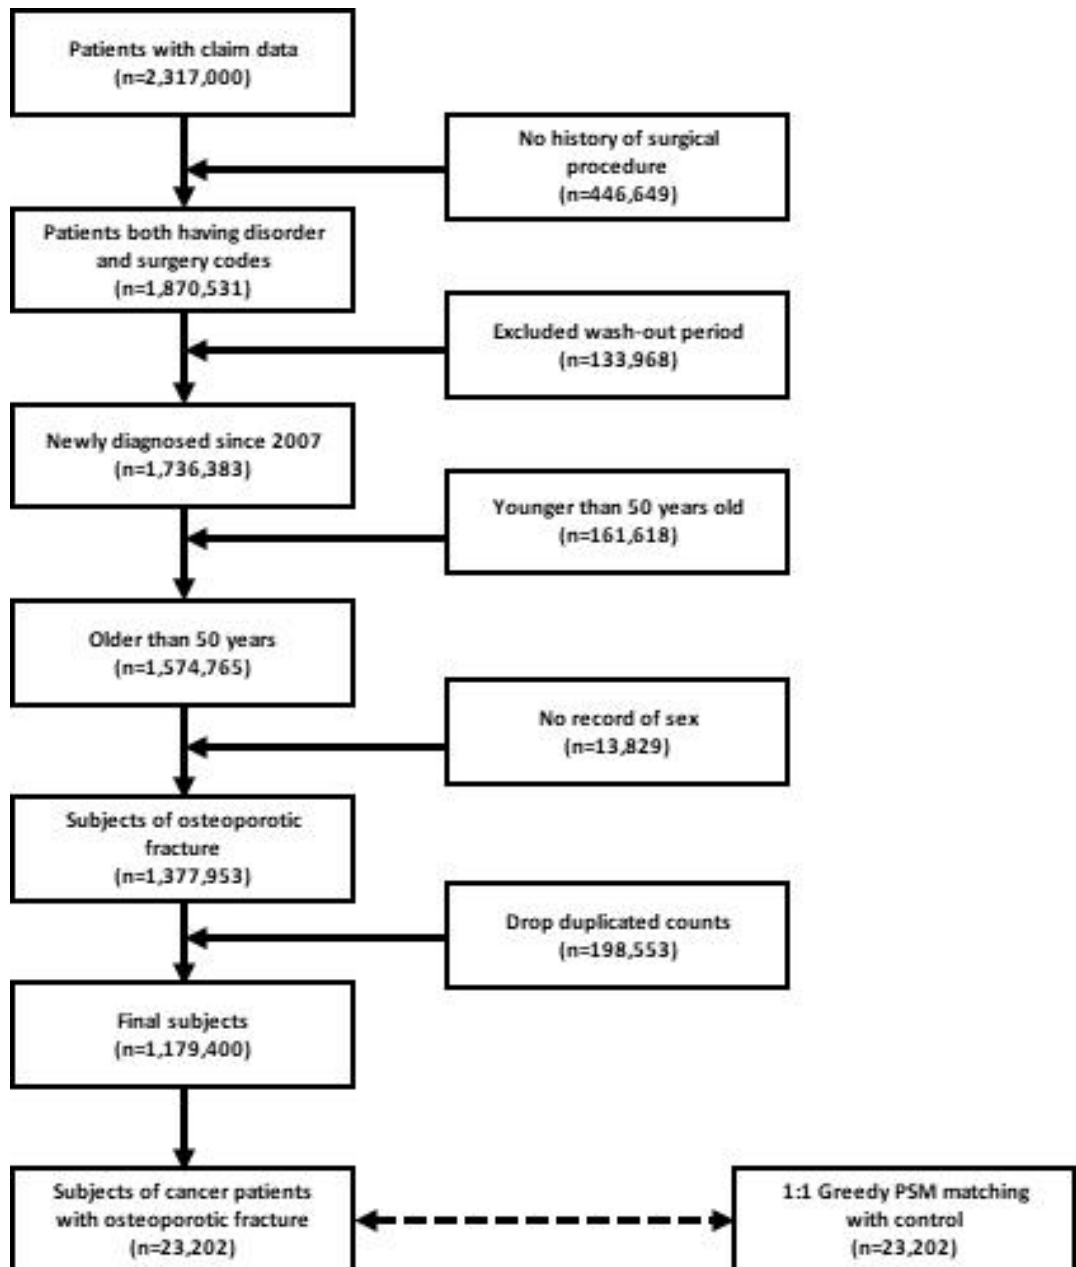 Patients with claim data
(n=2,317,000)
No history of surgical
procedure
(n=446,649)
Patients both having disorder
and surgery codes
(n=1,870,531)
Excluded wash-out period
(n=133,968)
Newly diagnosed since 2007
(n=1,736,383)
Younger than 50 years old
(n=161,618)
Older than 50 years
(n=1,574,765)
No record of sex
(n=13,829)
Subjects of osteoporotic
fracture
(n=1,377,953)
Drop duplicated counts
(n=198,553)
Final subjects
(n=1,179,400)
Subjects of cancer patients
with osteoporotic fracture
(n=23,202)
1:1 Greedy PSM matching
with control
(n=23,202)